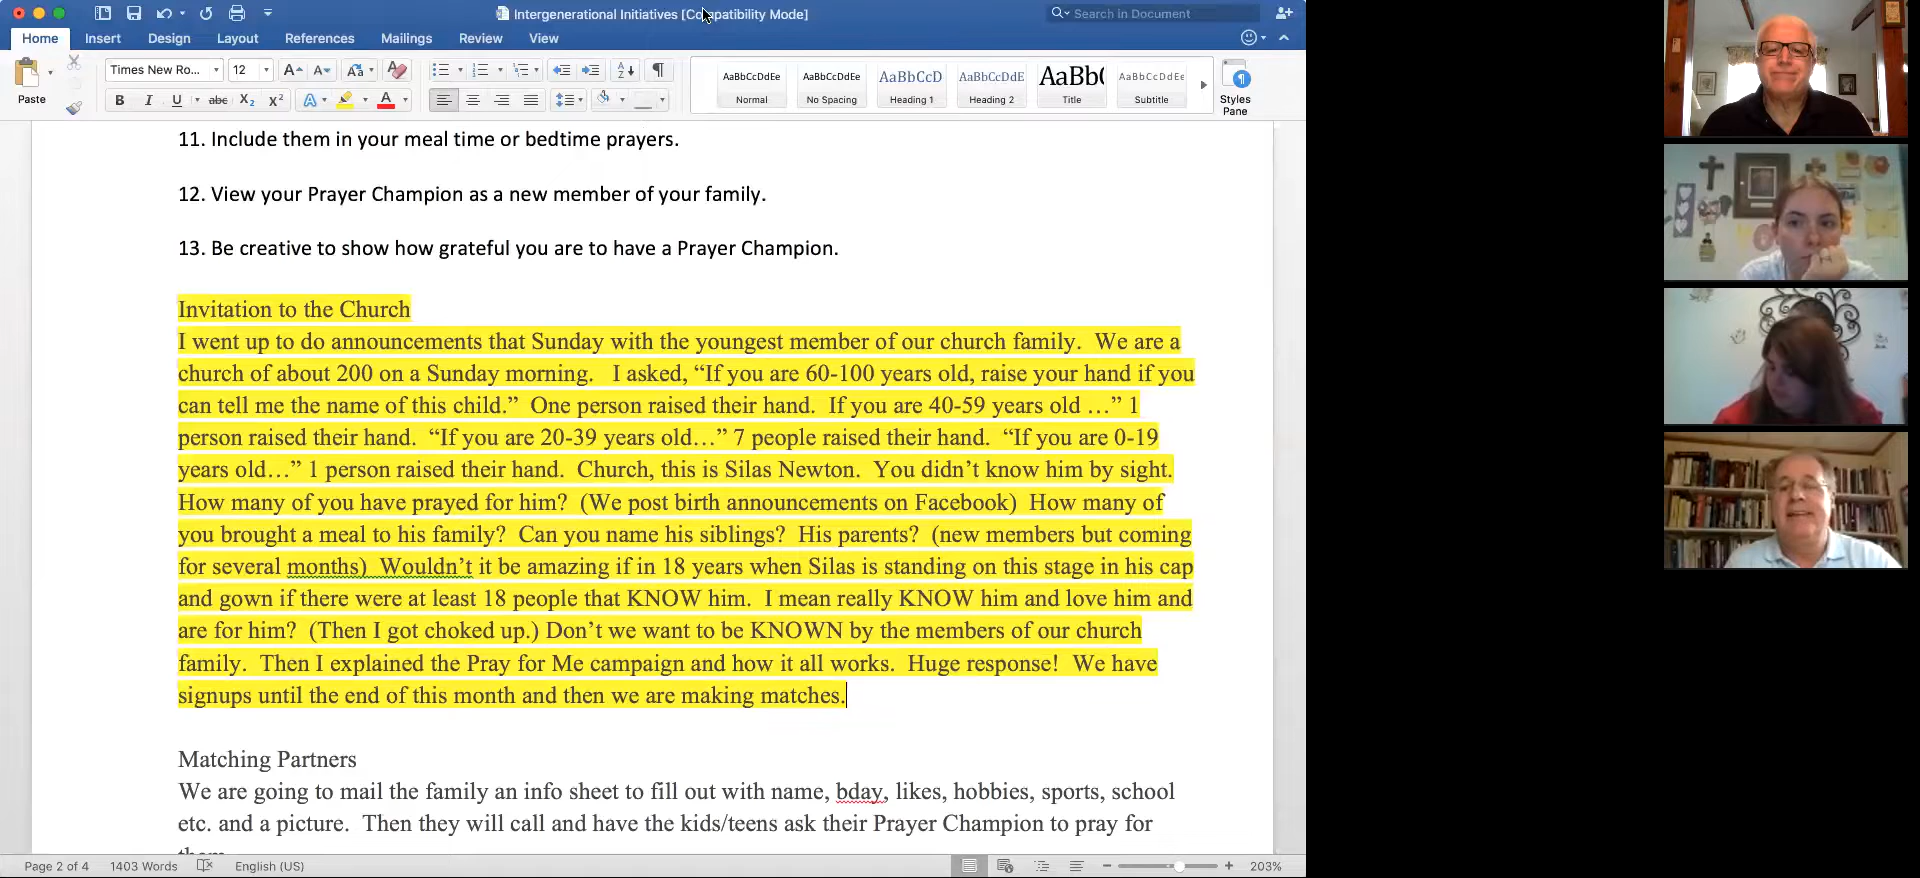 Intergenerational Initiatives [Compatibility Mode]
Search in Document
Home Insert Design Layout References Mailings Review View
Paste
Times New Ro... 12
AaBbCcDdEe AaBbCcDdEe AaBbCcD AaBbCcDdE AaBb( AaBbCcDdEe
Normal No Spacing Heading 1 Heading 2 Title Subtitle
Styles
Pane
B I U abc X₂ X²
11. Include them in your meal time or bedtime prayers.
12. View your Prayer Champion as a new member of your family.
13. Be creative to show how grateful you are to have a Prayer Champion.
Invitation to the Church
I went up to do announcements that Sunday with the youngest member of our church family.  We are a
church of about 200 on a Sunday morning.   I asked, “If you are 60-100 years old, raise your hand if you
can tell me the name of this child.”  One person raised their hand.  If you are 40-59 years old …” 1
person raised their hand.  “If you are 20-39 years old…” 7 people raised their hand.  “If you are 0-19
years old…” 1 person raised their hand.  Church, this is Silas Newton.  You didn’t know him by sight.
How many of you have prayed for him?  (We post birth announcements on Facebook)  How many of
you brought a meal to his family?  Can you name his siblings?  His parents?  (new members but coming
for several months)  Wouldn’t it be amazing if in 18 years when Silas is standing on this stage in his cap
and gown if there were at least 18 people that KNOW him.  I mean really KNOW him and love him and
are for him?  (Then I got choked up.) Don’t we want to be KNOWN by the members of our church
family.  Then I explained the Pray for Me campaign and how it all works.  Huge response!  We have
signups until the end of this month and then we are making matches.
Matching Partners
We are going to mail the family an info sheet to fill out with name, bday, likes, hobbies, sports, school
etc. and a picture.  Then they will call and have the kids/teens ask their Prayer Champion to pray for
Page 2 of 4 1403 Words English (US) 203%